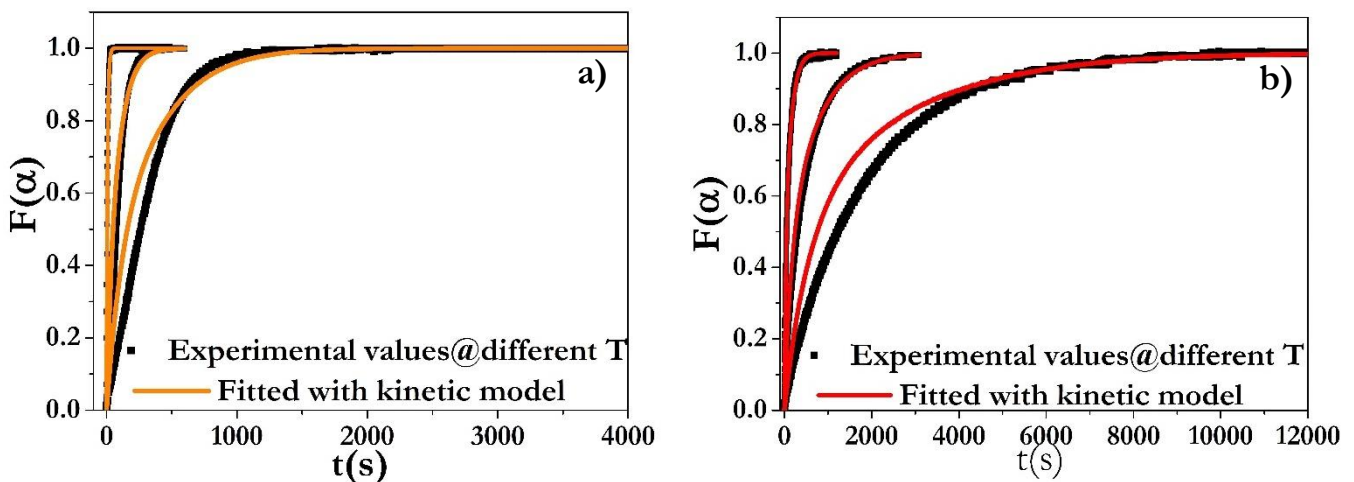 a)
F(α)
1.0
0.8
0.6
0.4
0.2
0.0
Experimental values@different T
Fitted with kinetic model
0 1000 2000 3000 4000
t(s)
b)
F(α)
1.0
0.8
0.6
0.4
0.2
0.0
Experimental values@different T
Fitted with kinetic model
0 2000 4000 6000 8000 10000 12000
t(s)